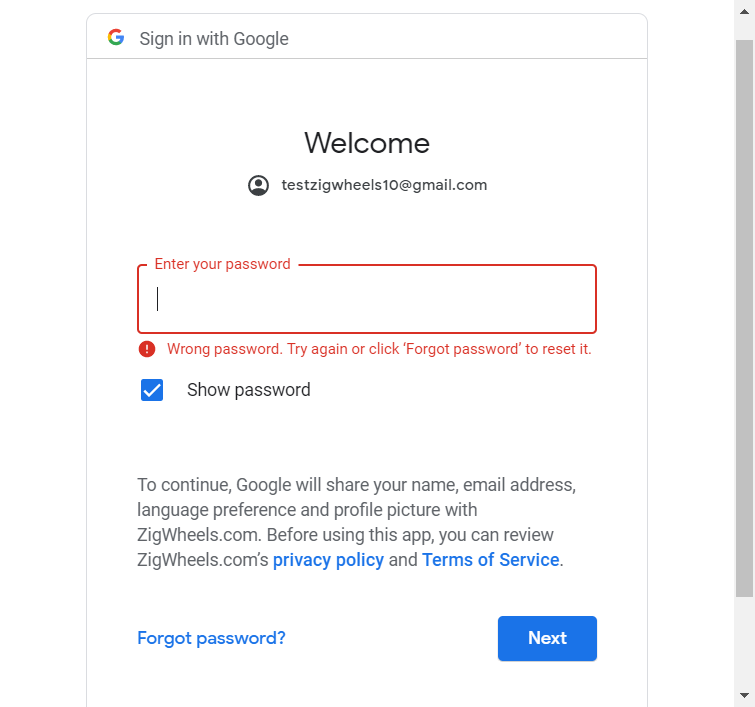 Sign in with Google
Welcome
testzigwheels10@gmail.com
Enter your password
Wrong password. Try again or click ‘Forgot password’ to reset it.
Show password
To continue, Google will share your name, email address,
language preference and profile picture with
ZigWheels.com. Before using this app, you can review
ZigWheels.com’s privacy policy and Terms of Service.
Forgot password?
Next